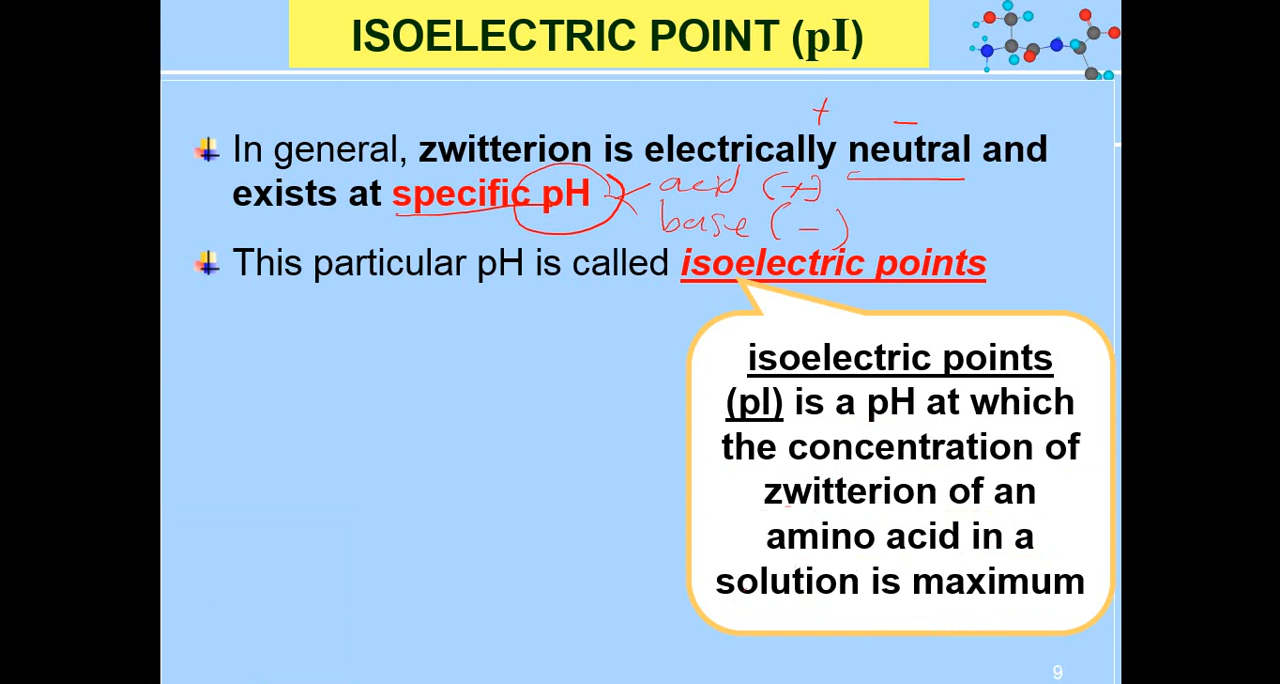 ISOELECTRIC POINT (pI)
+ −
In general, zwitterion is electrically neutral and
exists at specific pH
acid (+)
base (−)
This particular pH is called isoelectric points
isoelectric points
(pI) is a pH at which
the concentration of
zwitterion of an
amino acid in a
solution is maximum
9